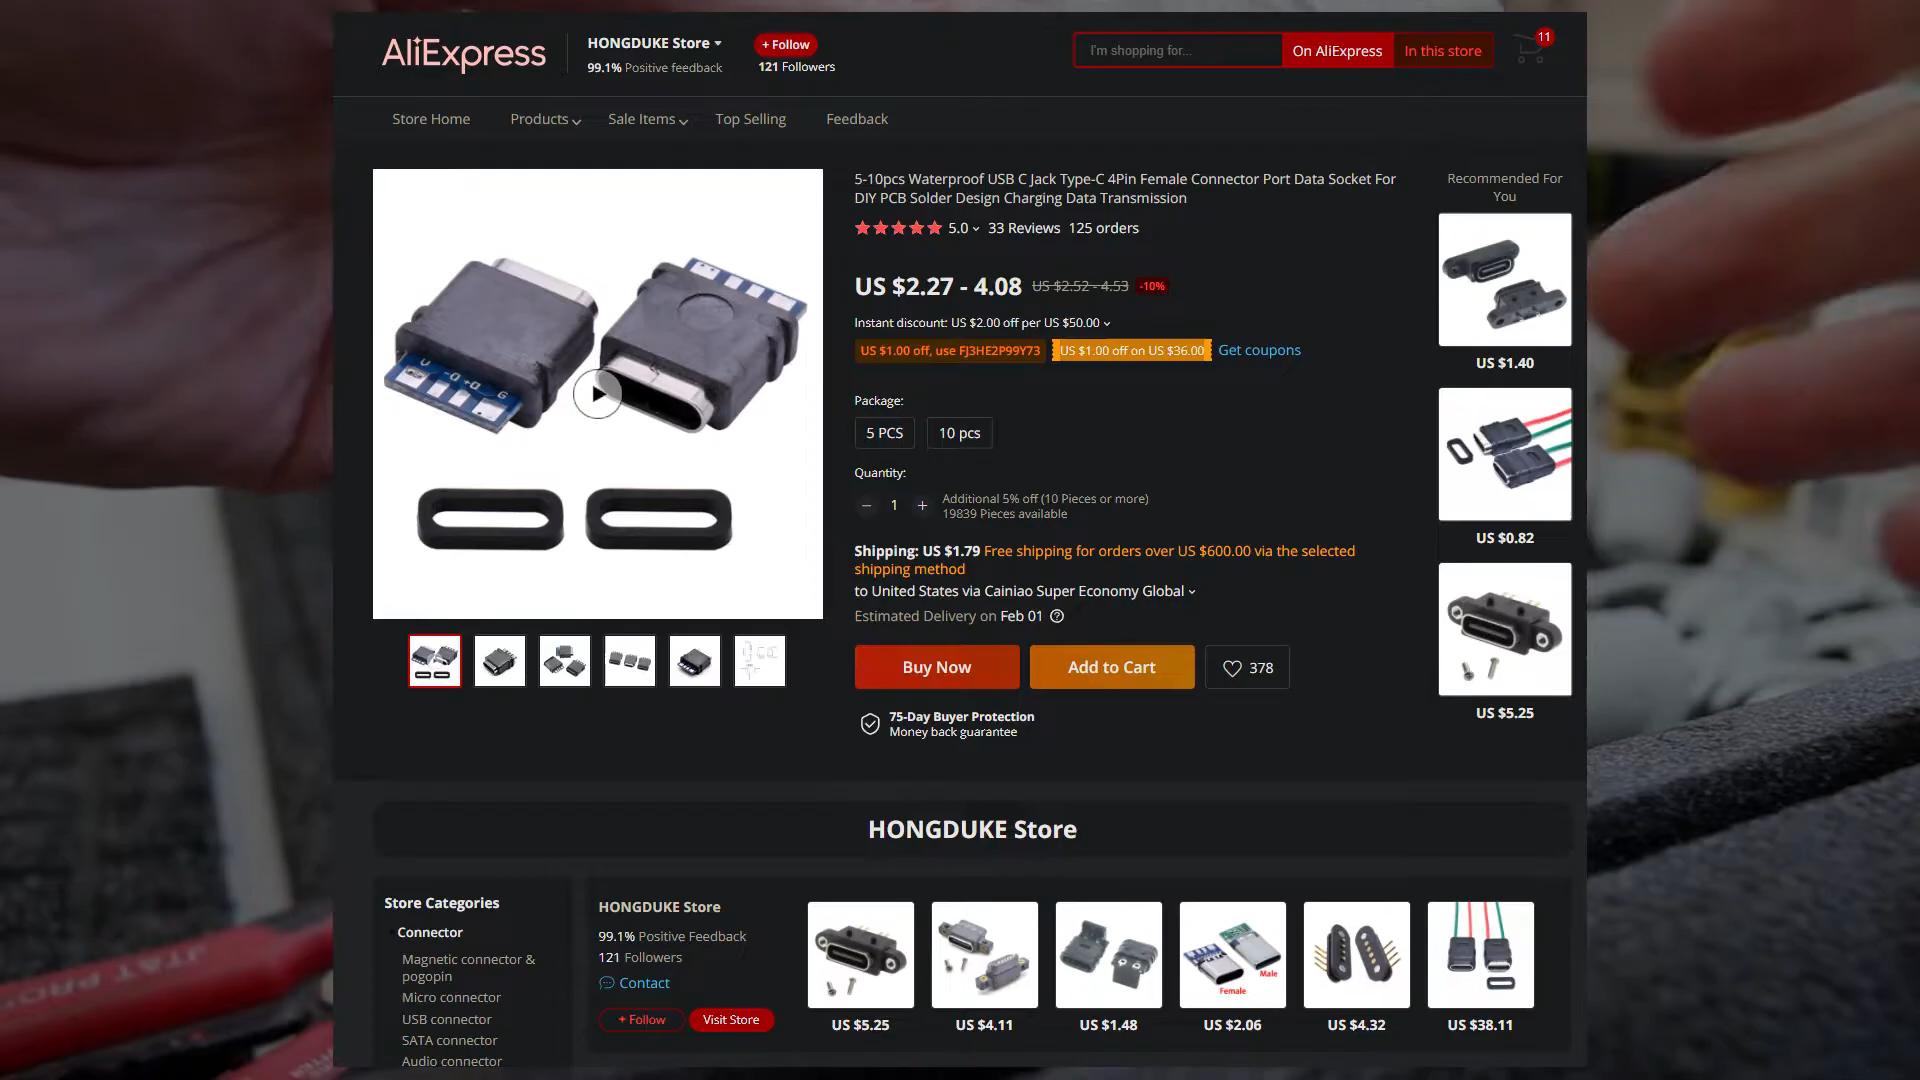 AliExpress
HONGDUKE Store
99.1% Positive feedback
+ Follow
121 Followers
I'm shopping for...
On AliExpress
In this store
11
Store Home
Products
Sale Items
Top Selling
Feedback
5-10pcs Waterproof USB C Jack Type-C 4Pin Female Connector Port Data Socket For
DIY PCB Solder Design Charging Data Transmission
5.0
33 Reviews
125 orders
US $2.27 - 4.08
US $2.52 - 4.53
-10%
Instant discount: US $2.00 off per US $50.00
US $1.00 off, use FJ3HE2P99Y73
US $1.00 off on US $36.00
Get coupons
Package:
5 PCS
10 pcs
Quantity:
− 1 +
Additional 5% off (10 Pieces or more)
19839 Pieces available
Shipping: US $1.79 Free shipping for orders over US $600.00 via the selected
shipping method
to United States via Cainiao Super Economy Global
Estimated Delivery on Feb 01
Buy Now
Add to Cart
378
75-Day Buyer Protection
Money back guarantee
Recommended For
You
US $1.40
US $0.82
US $5.25
V -D +D G
HONGDUKE Store
Store Categories
Connector
Magnetic connector &
pogopin
Micro connector
USB connector
SATA connector
Audio connector
HONGDUKE Store
99.1% Positive Feedback
121 Followers
Contact
+ Follow
Visit Store
Male
Female
US $5.25
US $4.11
US $1.48
US $2.06
US $4.32
US $38.11